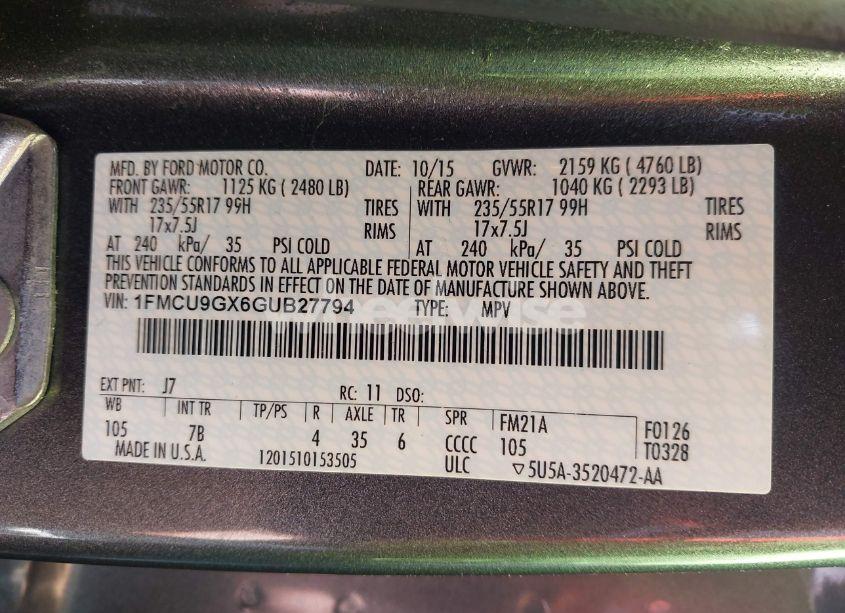 MFD. BY FORD MOTOR CO. DATE: 10/15 GVWR: 2159 KG ( 4760 LB)
FRONT GAWR: 1125 KG ( 2480 LB) REAR GAWR: 1040 KG ( 2293 LB)
WITH 235/55R17 99H TIRES WITH 235/55R17 99H TIRES
17x7.5J RIMS 17x7.5J RIMS
AT 240 kPa/ 35 PSI COLD AT 240 kPa/ 35 PSI COLD
THIS VEHICLE CONFORMS TO ALL APPLICABLE FEDERAL MOTOR VEHICLE SAFETY AND THEFT
PREVENTION STANDARDS IN EFFECT ON THE DATE OF MANUFACTURE SHOWN ABOVE.
VIN: 1FMCU9GX6GUB27794 TYPE: MPV
EXT PNT: J7 RC: 11 DSO:
WB INT TR TP/PS R AXLE TR SPR FM21A F0126
105 7B 4 35 6 CCCC 105 T0328
MADE IN U.S.A. 1201510153505 ULC ▽5U5A-3520472-AA